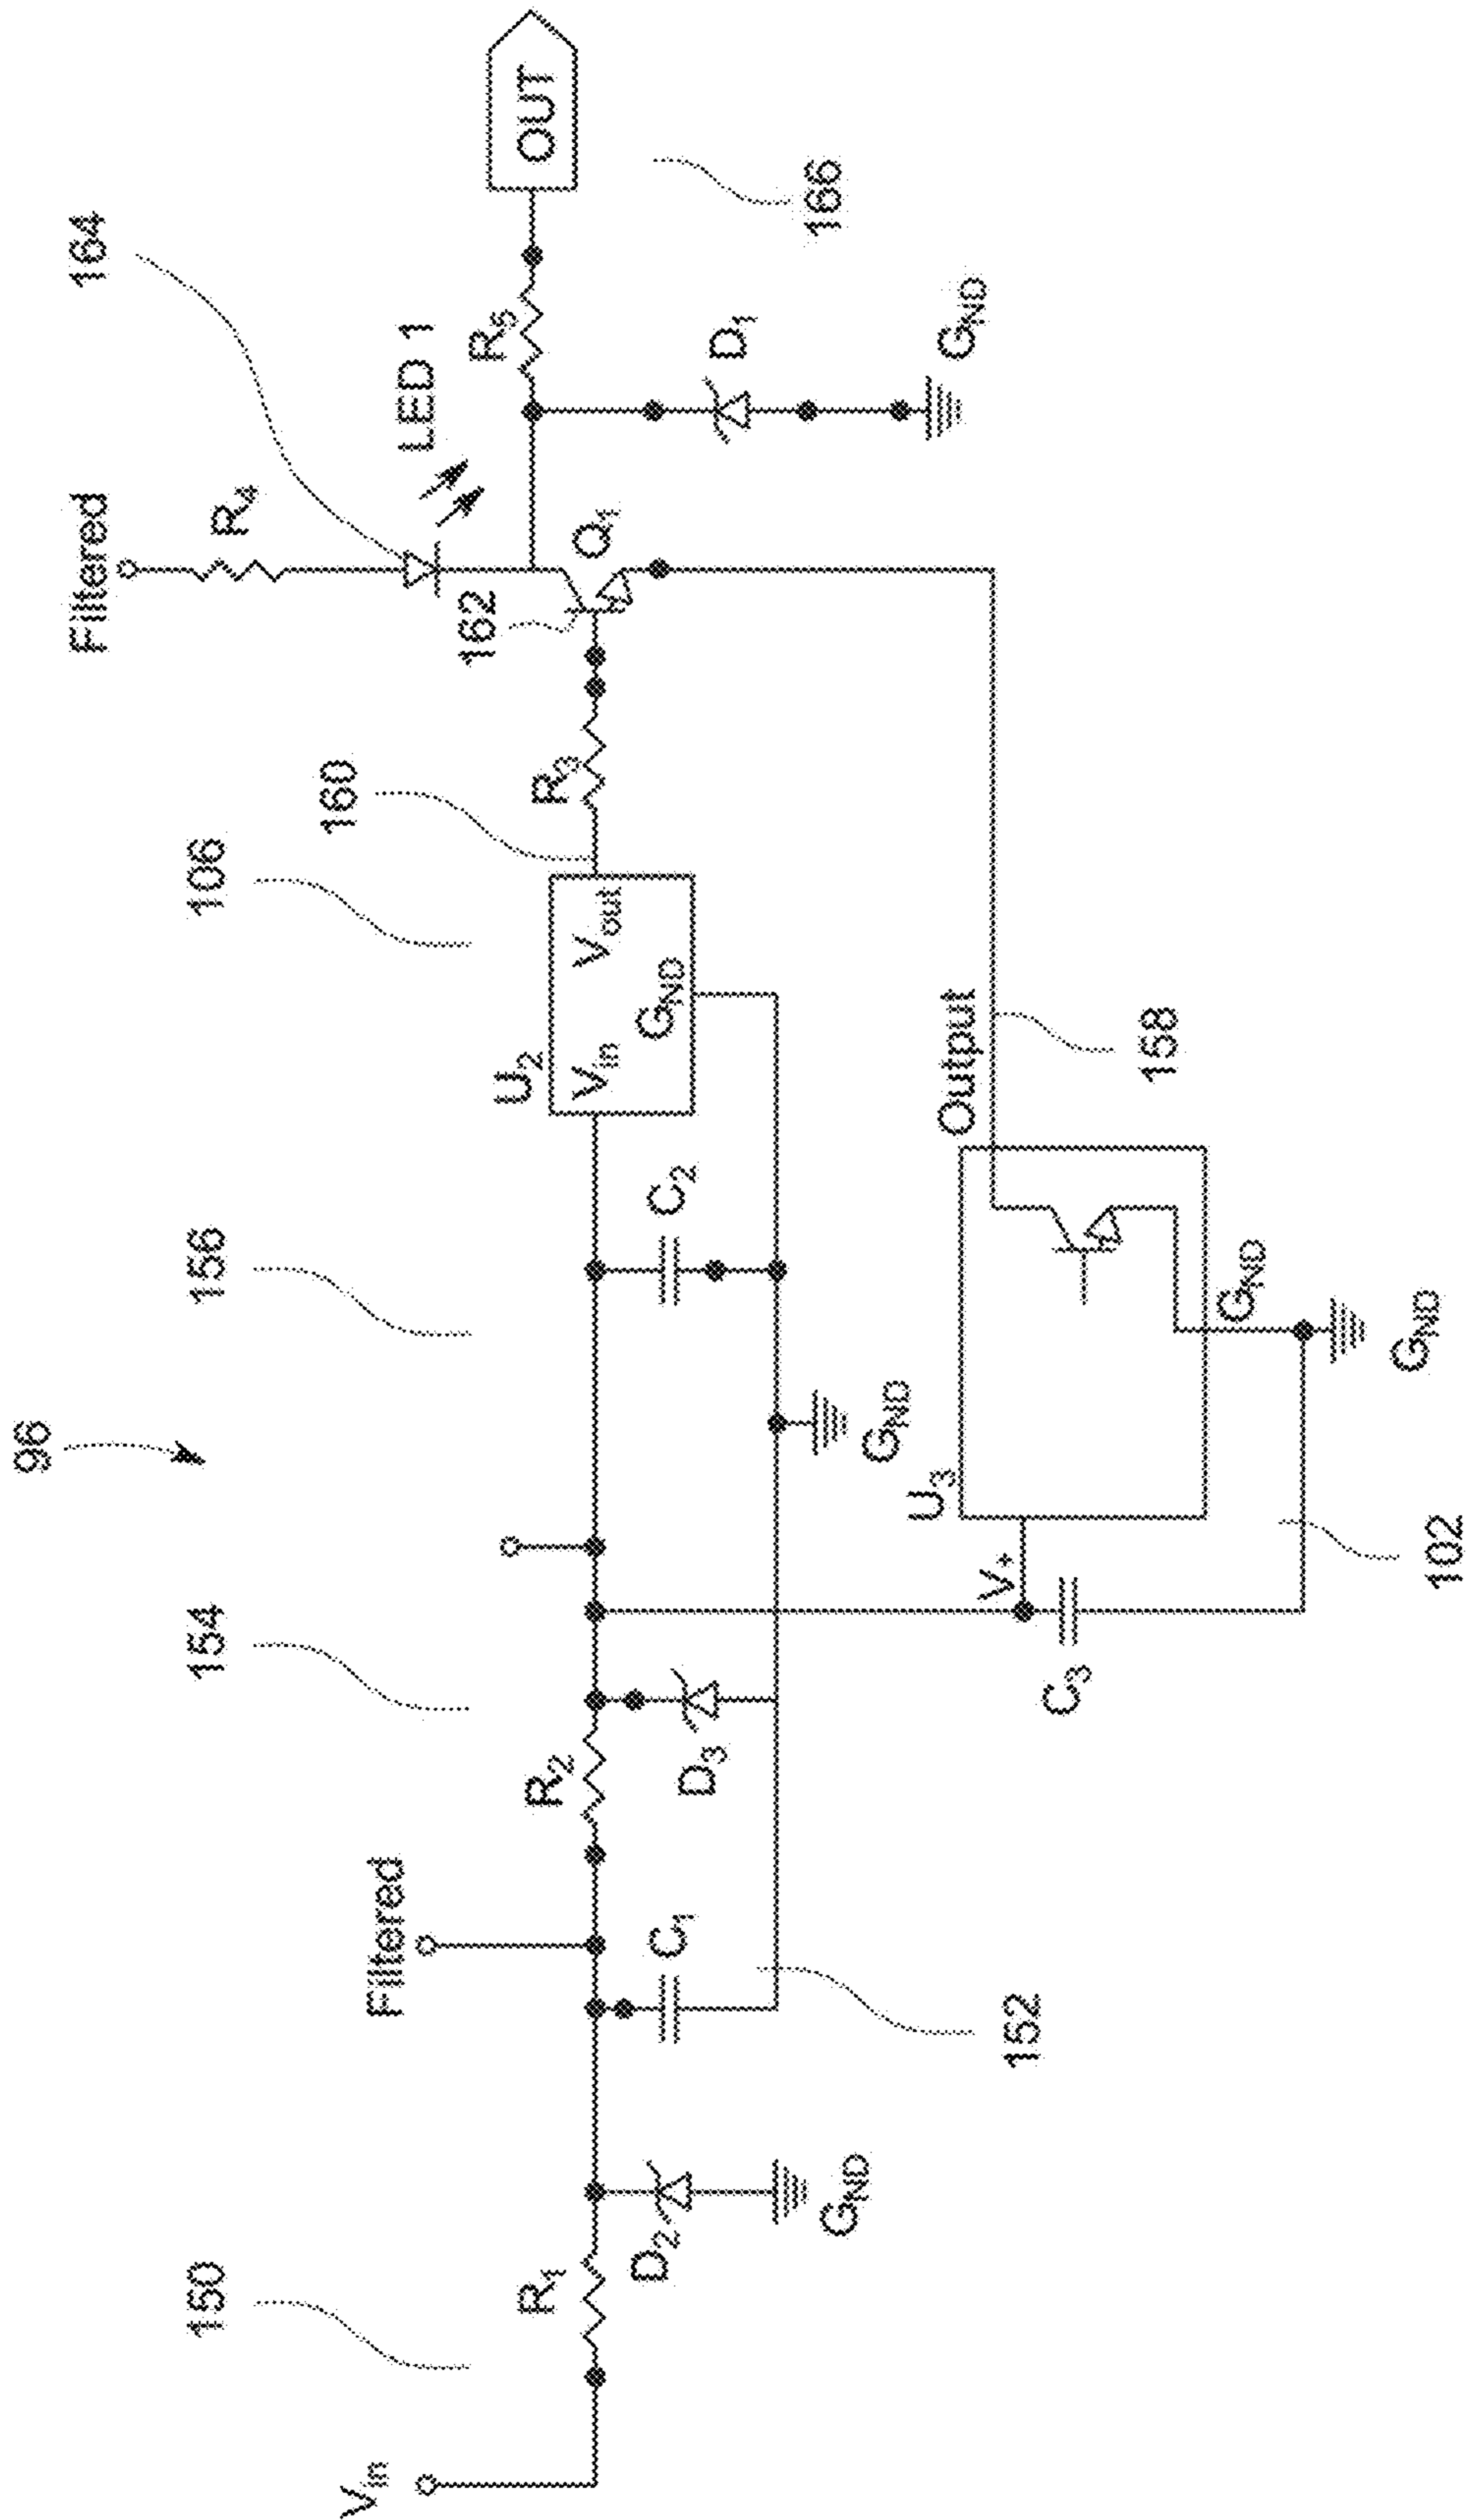 96
150
154
156
106
160
164
Filtered
Filtered
R₄
LED 1
162
Q₁
R₅
OUT
166
D₁
GND
Vin
R₁
D₂
GND
C₁
152
R₂
D₃
C₂
GND
U₂
Vin
Vout
GND
R₃
C₃
V+
U₃
Output
158
GND
GND
102